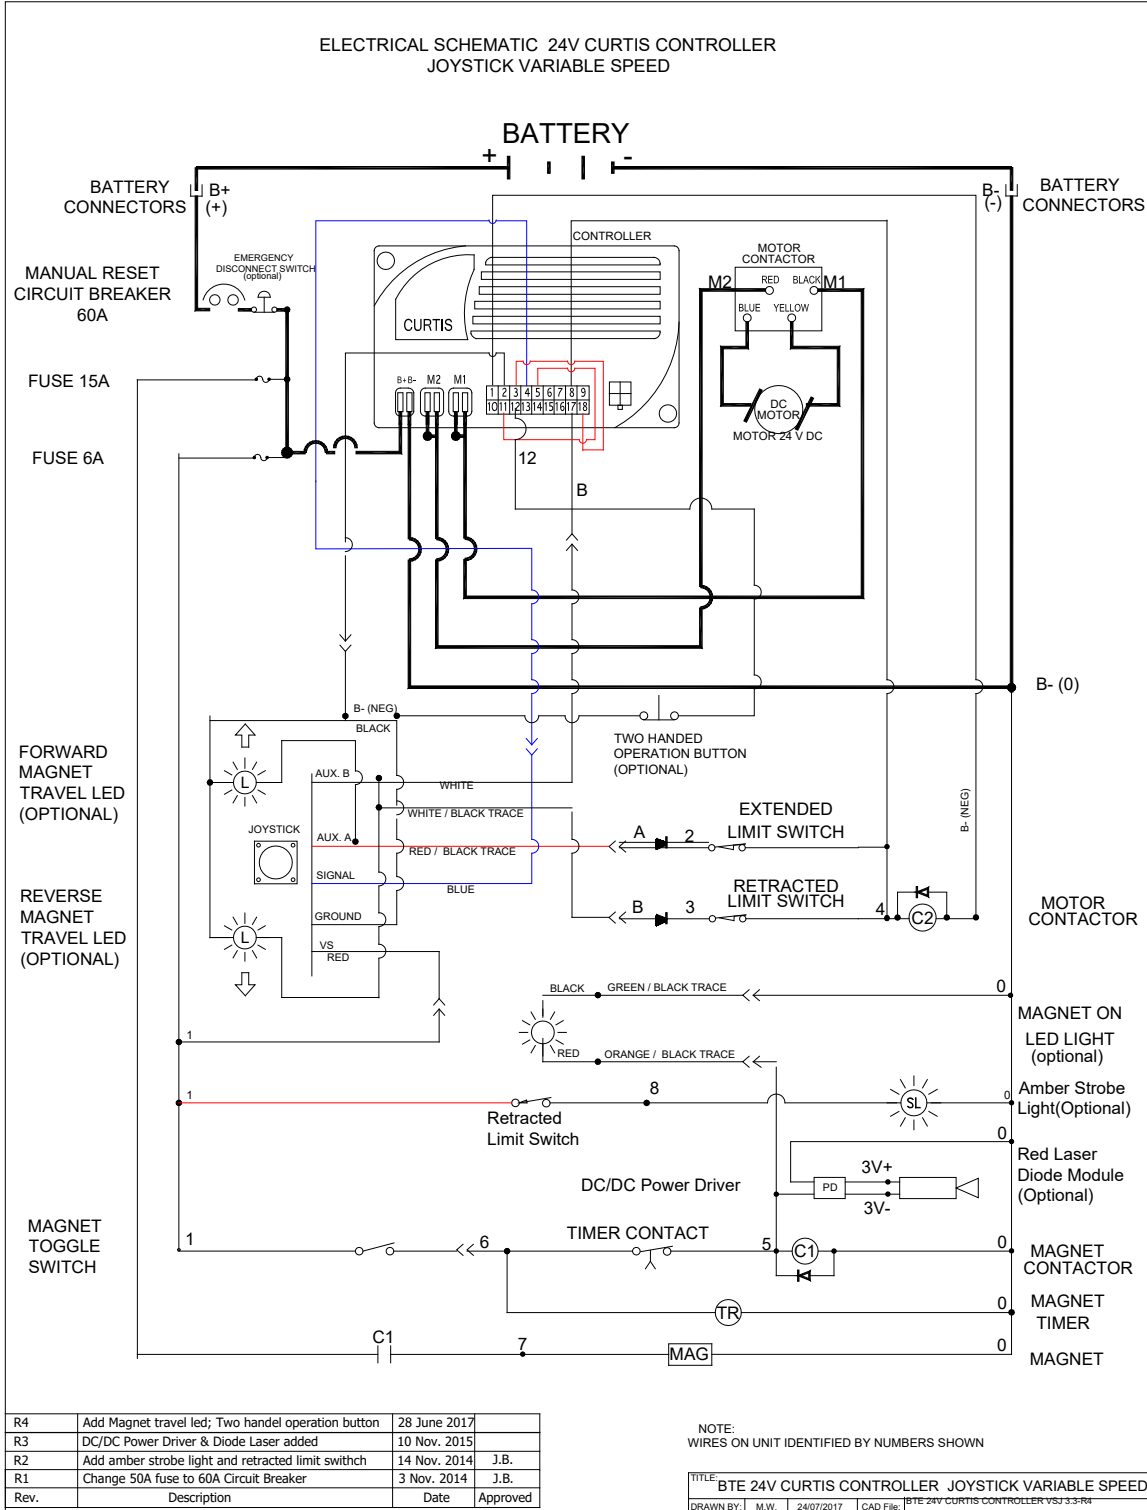 ELECTRICAL SCHEMATIC 24V CURTIS CONTROLLER
JOYSTICK VARIABLE SPEED
BATTERY
+ -
BATTERY
CONNECTORS
B+
(+)
B-
(-)
BATTERY
CONNECTORS
MANUAL RESET
CIRCUIT BREAKER
60A
EMERGENCY
DISCONNECT SWITCH
(optional)
CONTROLLER
CURTIS
MOTOR
CONTACTOR
M2 RED BLACK M1
BLUE YELLOW
DC
MOTOR
MOTOR 24 V DC
FUSE 15A
FUSE 6A
B+ B- M2 M1
1 2 3 4 5 6 7 8 9
10 11 12 13 14 15 16 17 18
12
B
B- (0)
B- (NEG)
BLACK
TWO HANDED
OPERATION BUTTON
(OPTIONAL)
FORWARD
MAGNET
TRAVEL LED
(OPTIONAL)
L
JOYSTICK
AUX. B
WHITE
WHITE / BLACK TRACE
AUX. A
RED / BLACK TRACE
SIGNAL
BLUE
GROUND
VS
RED
A 2
EXTENDED
LIMIT SWITCH
B 3
RETRACTED
LIMIT SWITCH
4
C2
B- (NEG)
MOTOR
CONTACTOR
REVERSE
MAGNET
TRAVEL LED
(OPTIONAL)
L
BLACK GREEN / BLACK TRACE 0
RED ORANGE / BLACK TRACE
MAGNET ON
LED LIGHT
(optional)
1
1
Retracted
Limit Switch
8
SL
0
Amber Strobe
Light(Optional)
0
DC/DC Power Driver
PD
3V+
3V-
Red Laser
Diode Module
(Optional)
MAGNET
TOGGLE
SWITCH
1
6
TIMER CONTACT
5
C1
0
MAGNET
CONTACTOR
TR
0
MAGNET
TIMER
C1
7
MAG
0
MAGNET
R4 Add Magnet travel led; Two handel operation button 28 June 2017
R3 DC/DC Power Driver & Diode Laser added 10 Nov. 2015
R2 Add amber strobe light and retracted limit swithch 14 Nov. 2014 J.B.
R1 Change 50A fuse to 60A Circuit Breaker 3 Nov. 2014 J.B.
Rev. Description Date Approved
NOTE:
WIRES ON UNIT IDENTIFIED BY NUMBERS SHOWN
TITLE: BTE 24V CURTIS CONTROLLER JOYSTICK VARIABLE SPEED
DRAWN BY: M.W. 24/07/2017 CAD File: BTE 24V CURTIS CONTROLLER VSJ 3.3-R4